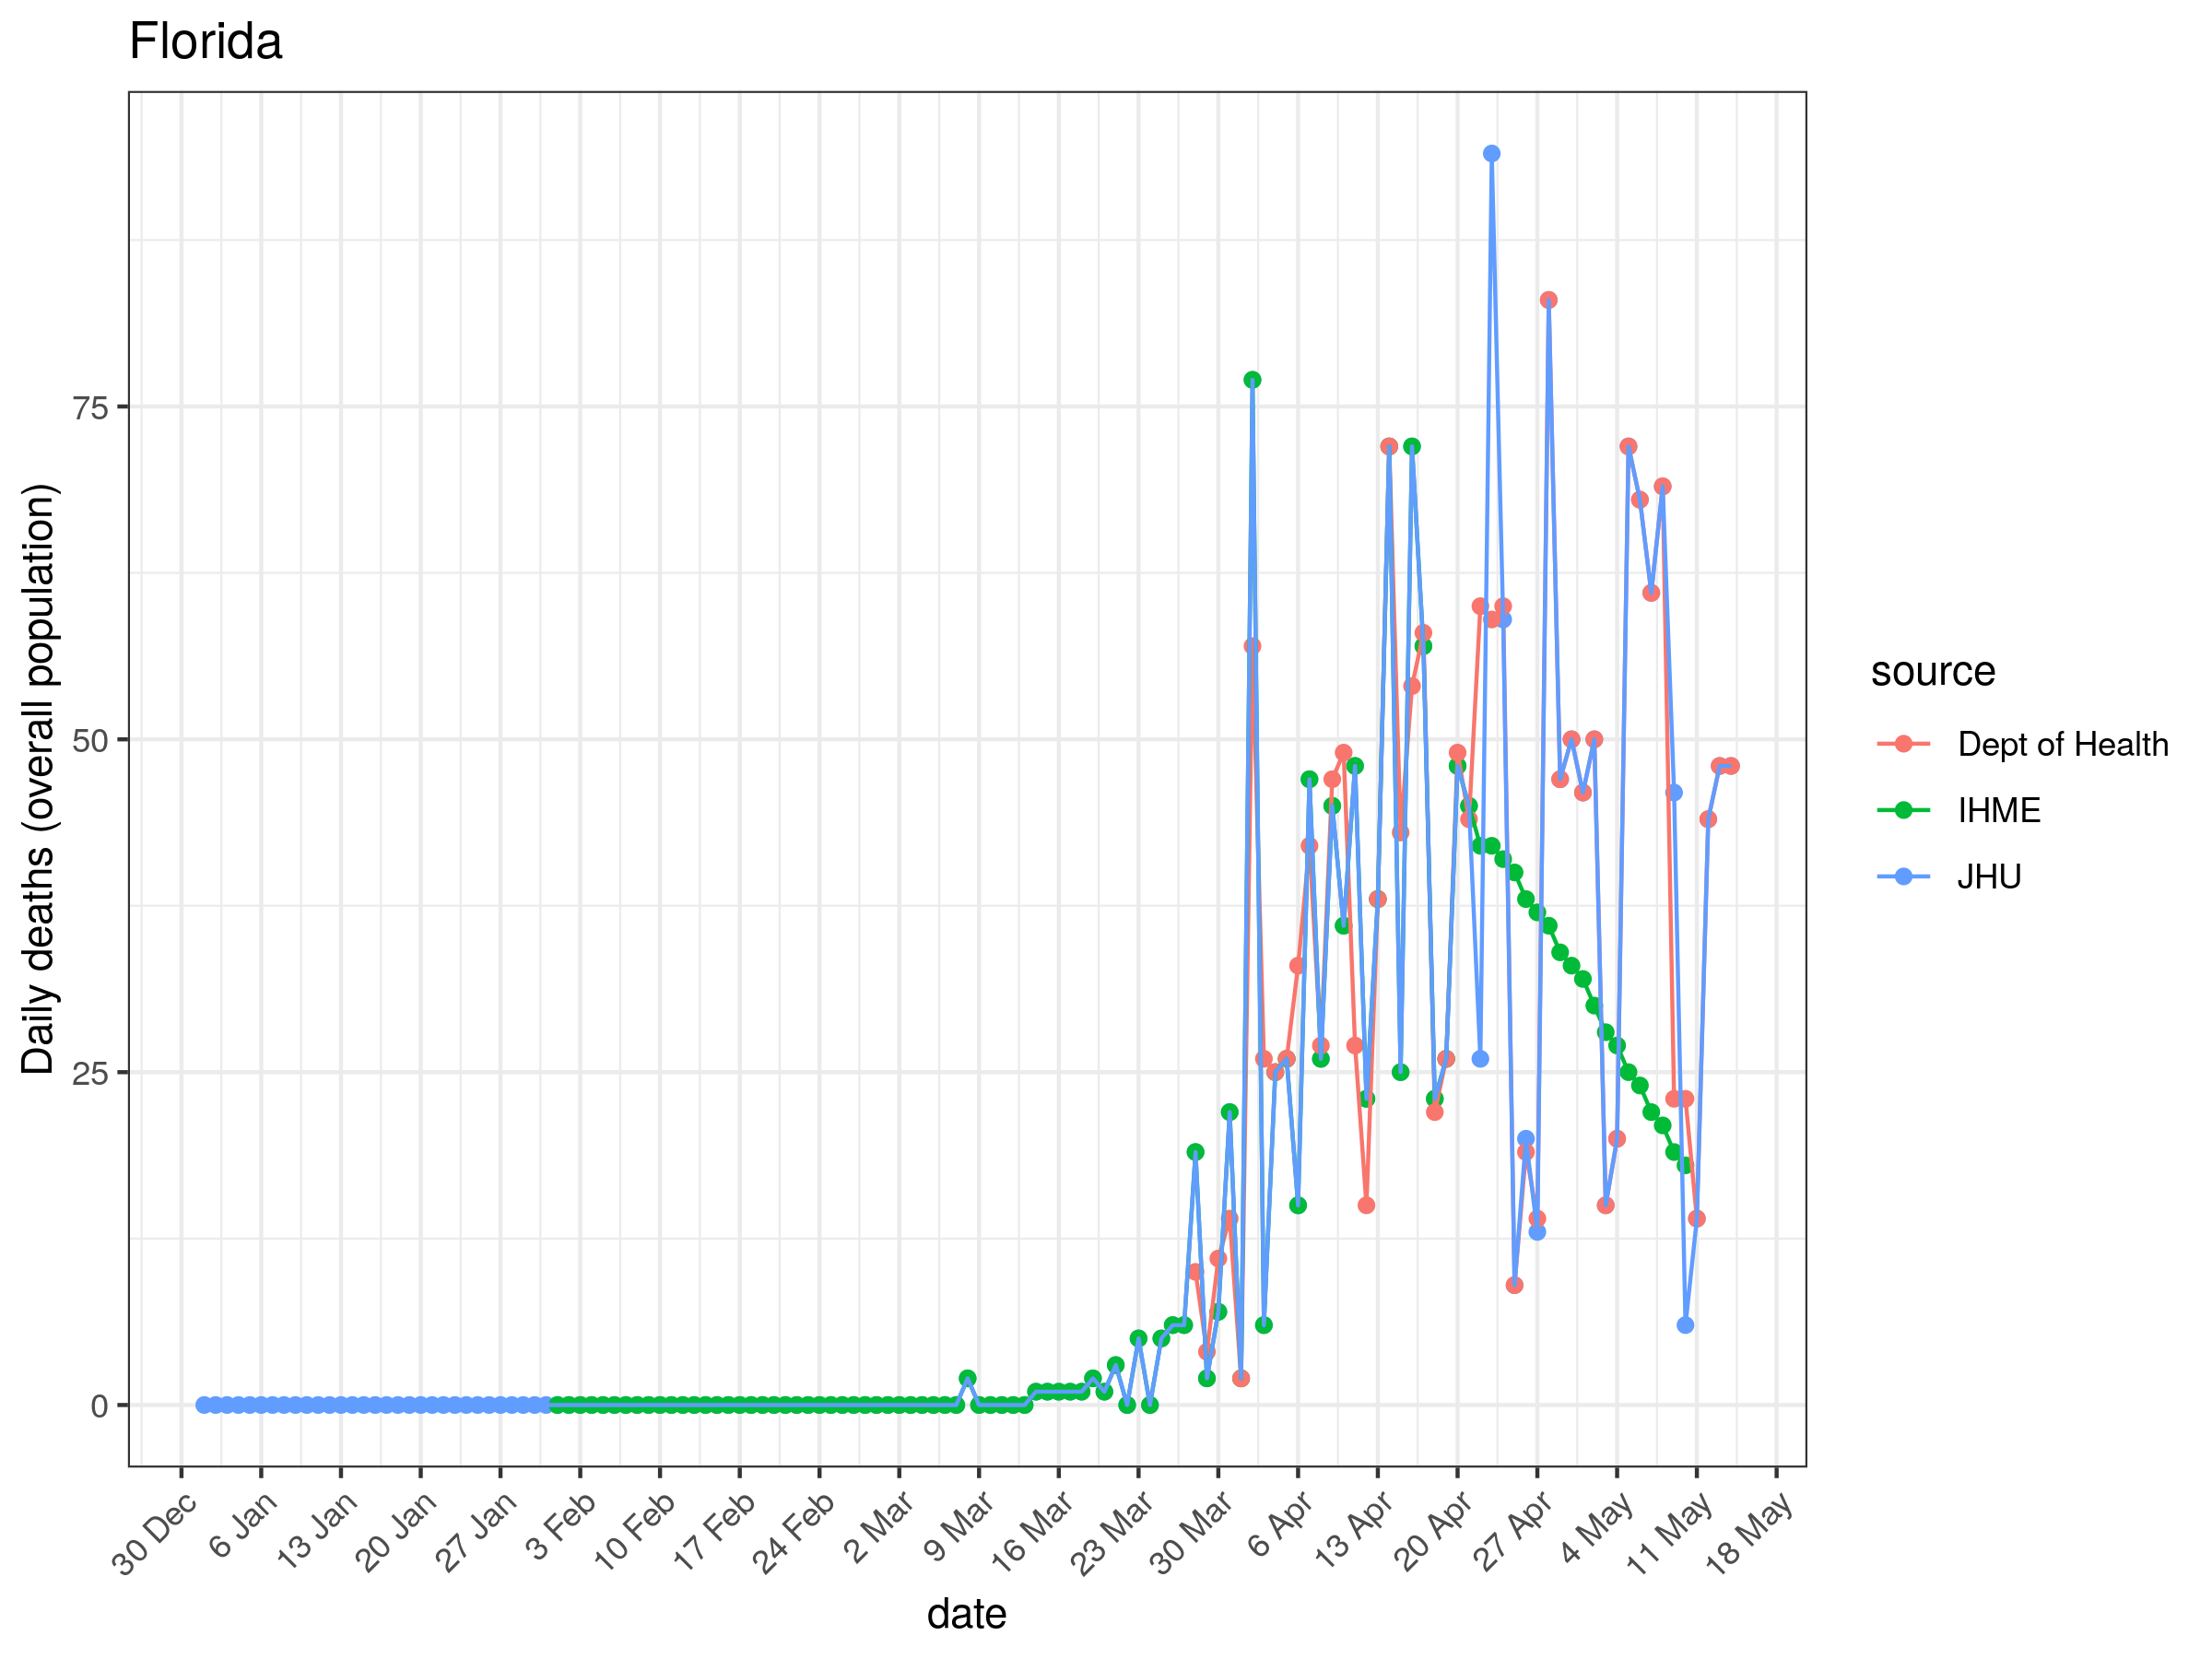 Florida
Daily deaths (overall population)
75
50
25
0
30 Dec
6 Jan
13 Jan
20 Jan
27 Jan
3 Feb
10 Feb
17 Feb
24 Feb
2 Mar
9 Mar
16 Mar
23 Mar
30 Mar
6 Apr
13 Apr
20 Apr
27 Apr
4 May
11 May
18 May
date
source
Dept of Health
IHME
JHU